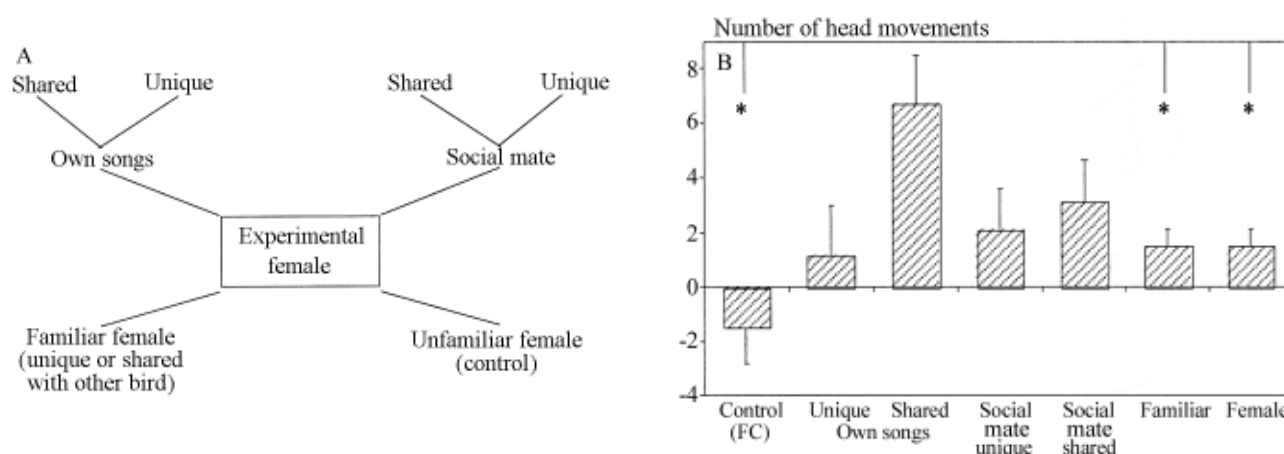 A
Shared
Unique
Shared
Unique
Own songs
Social mate
Experimental
female
Familiar female
(unique or shared
with other bird)
Unfamiliar female
(control)
Number of head movements
B
8
6
4
2
0
-2
-4
*
*
*
Control
(FC)
Unique
Shared
Own songs
Social
mate
unique
Social
mate
shared
Familiar
Female